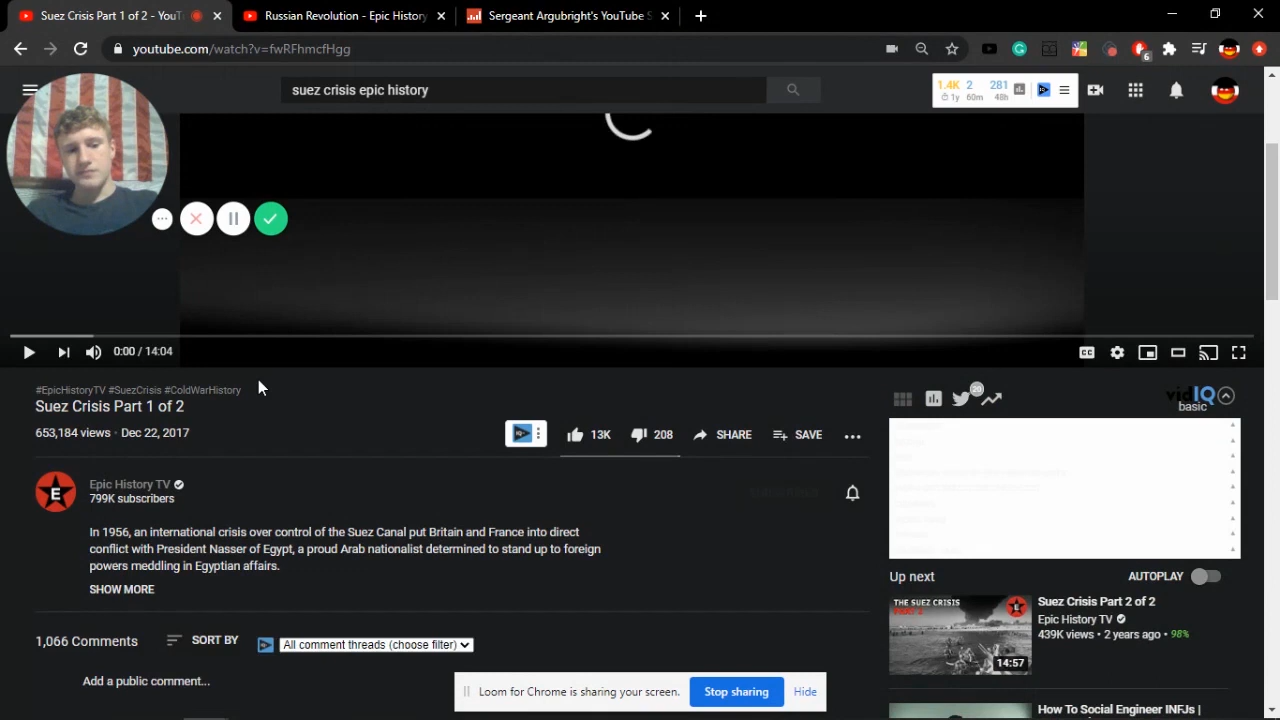 Suez Crisis Part 1 of 2 - YouT
Russian Revolution - Epic History
Sergeant Argubright's YouTube S
youtube.com/watch?v=fwRFhmcfHgg
6
suez crisis epic history
1.4K 2 281
1y 60m 48h
0:00 / 14:04
CC
#EpicHistoryTV #SuezCrisis #ColdWarHistory
Suez Crisis Part 1 of 2
653,184 views · Dec 22, 2017
13K 208 SHARE SAVE
20
vidIQ
basic
E
Epic History TV
799K subscribers
In 1956, an international crisis over control of the Suez Canal put Britain and France into direct
conflict with President Nasser of Egypt, a proud Arab nationalist determined to stand up to foreign
powers meddling in Egyptian affairs.
SHOW MORE
1,066 Comments SORT BY All comment threads (choose filter)
Add a public comment...
Up next AUTOPLAY
THE SUEZ CRISIS
PART 2
14:57
Suez Crisis Part 2 of 2
Epic History TV
439K views • 2 years ago • 98%
How To Social Engineer INFJs |
Loom for Chrome is sharing your screen. Stop sharing Hide